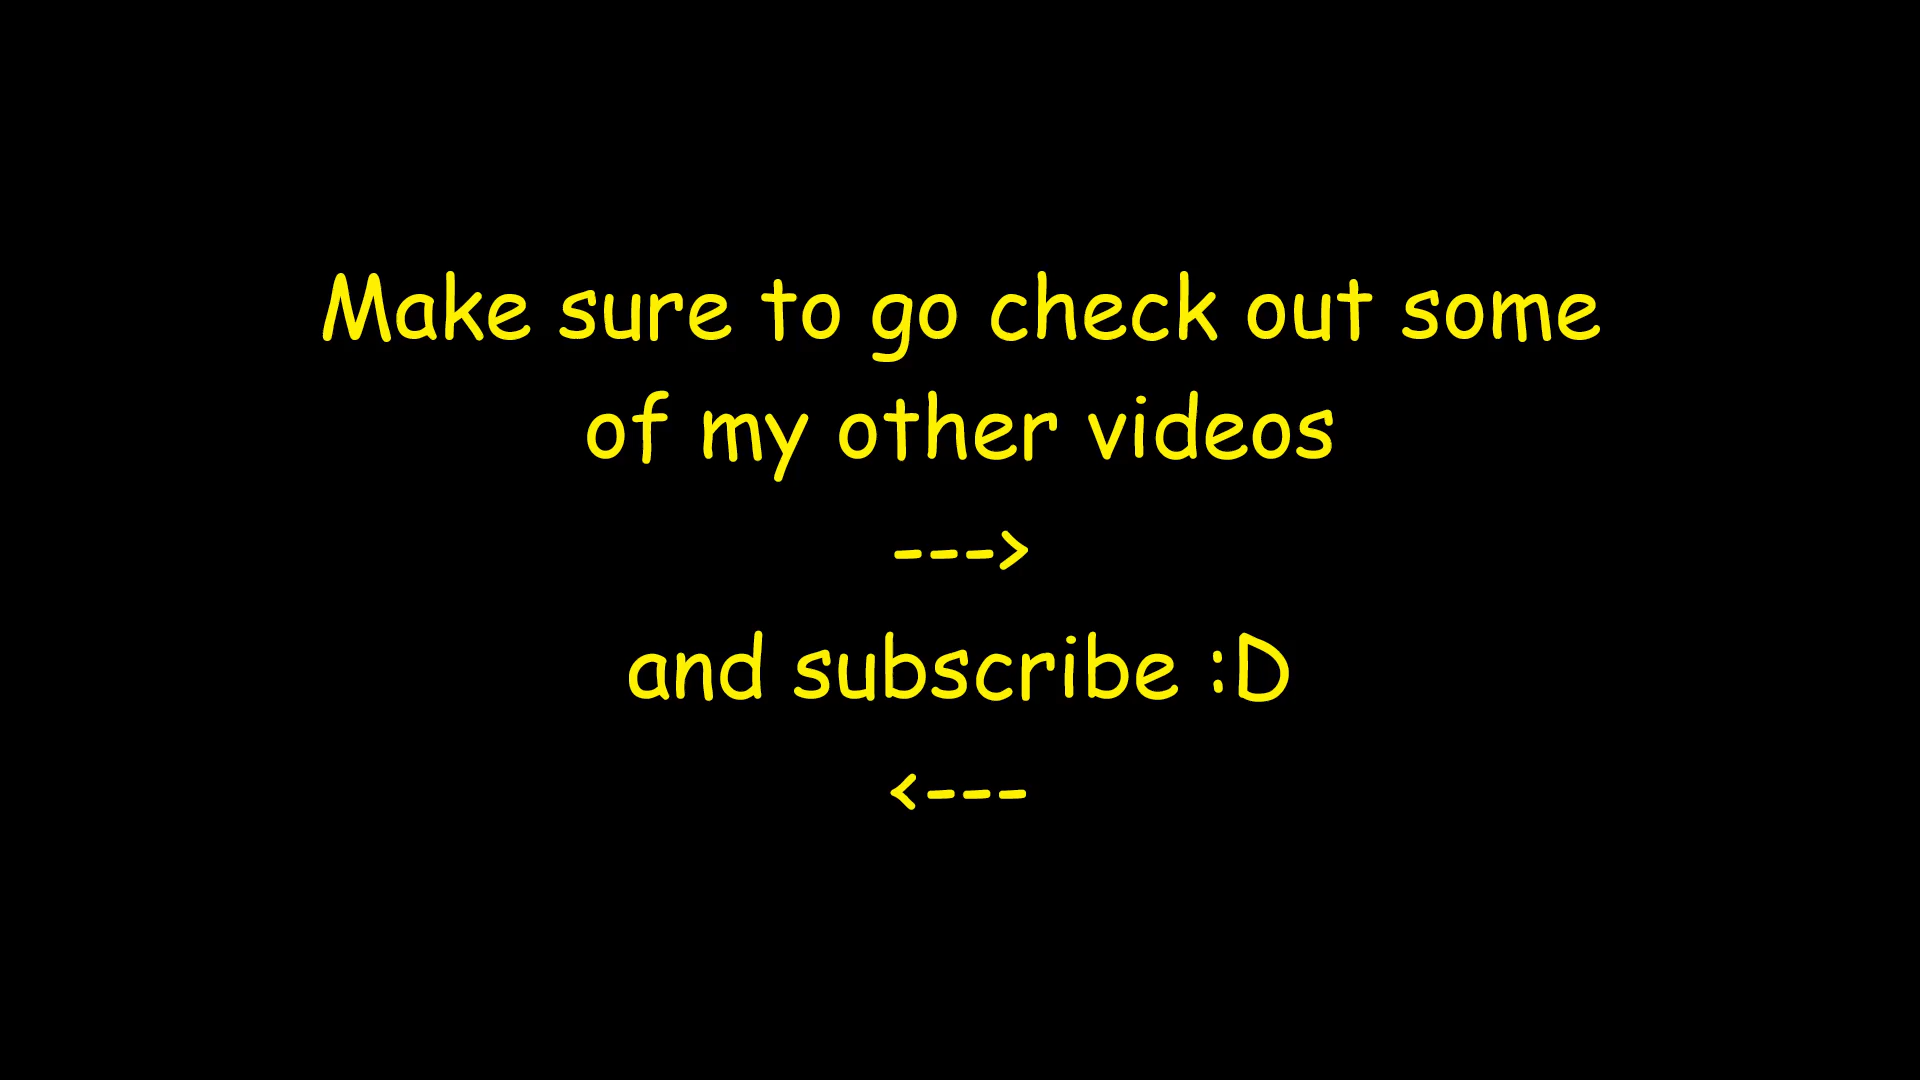 Make sure to go check out some
of my other videos
--->
and subscribe :D
<---